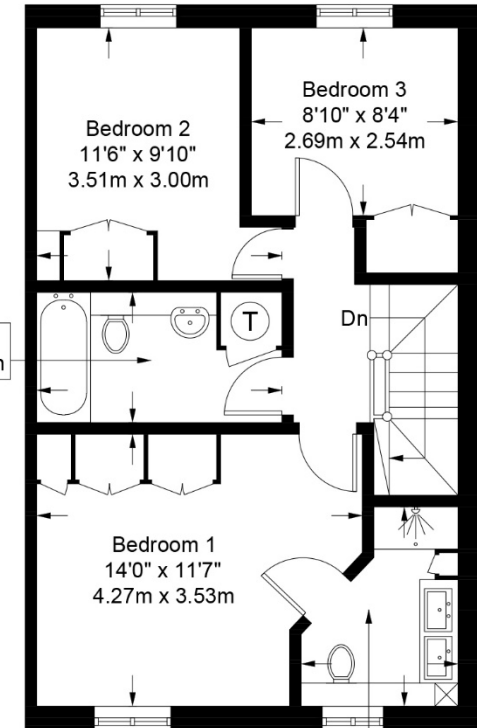 Bedroom 2
11'6" x 9'10"
3.51m x 3.00m
Bedroom 3
8'10" x 8'4"
2.69m x 2.54m
T
Dn
Bedroom 1
14'0" x 11'7"
4.27m x 3.53m